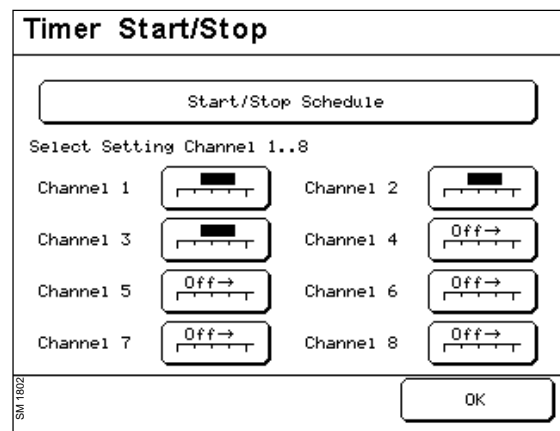 Timer Start/Stop
Start/Stop Schedule
Select Setting Channel 1..8
Channel 1
Channel 2
Channel 3
Channel 4 Off→
Channel 5 Off→
Channel 6 Off→
Channel 7 Off→
Channel 8 Off→
SM 1802
OK